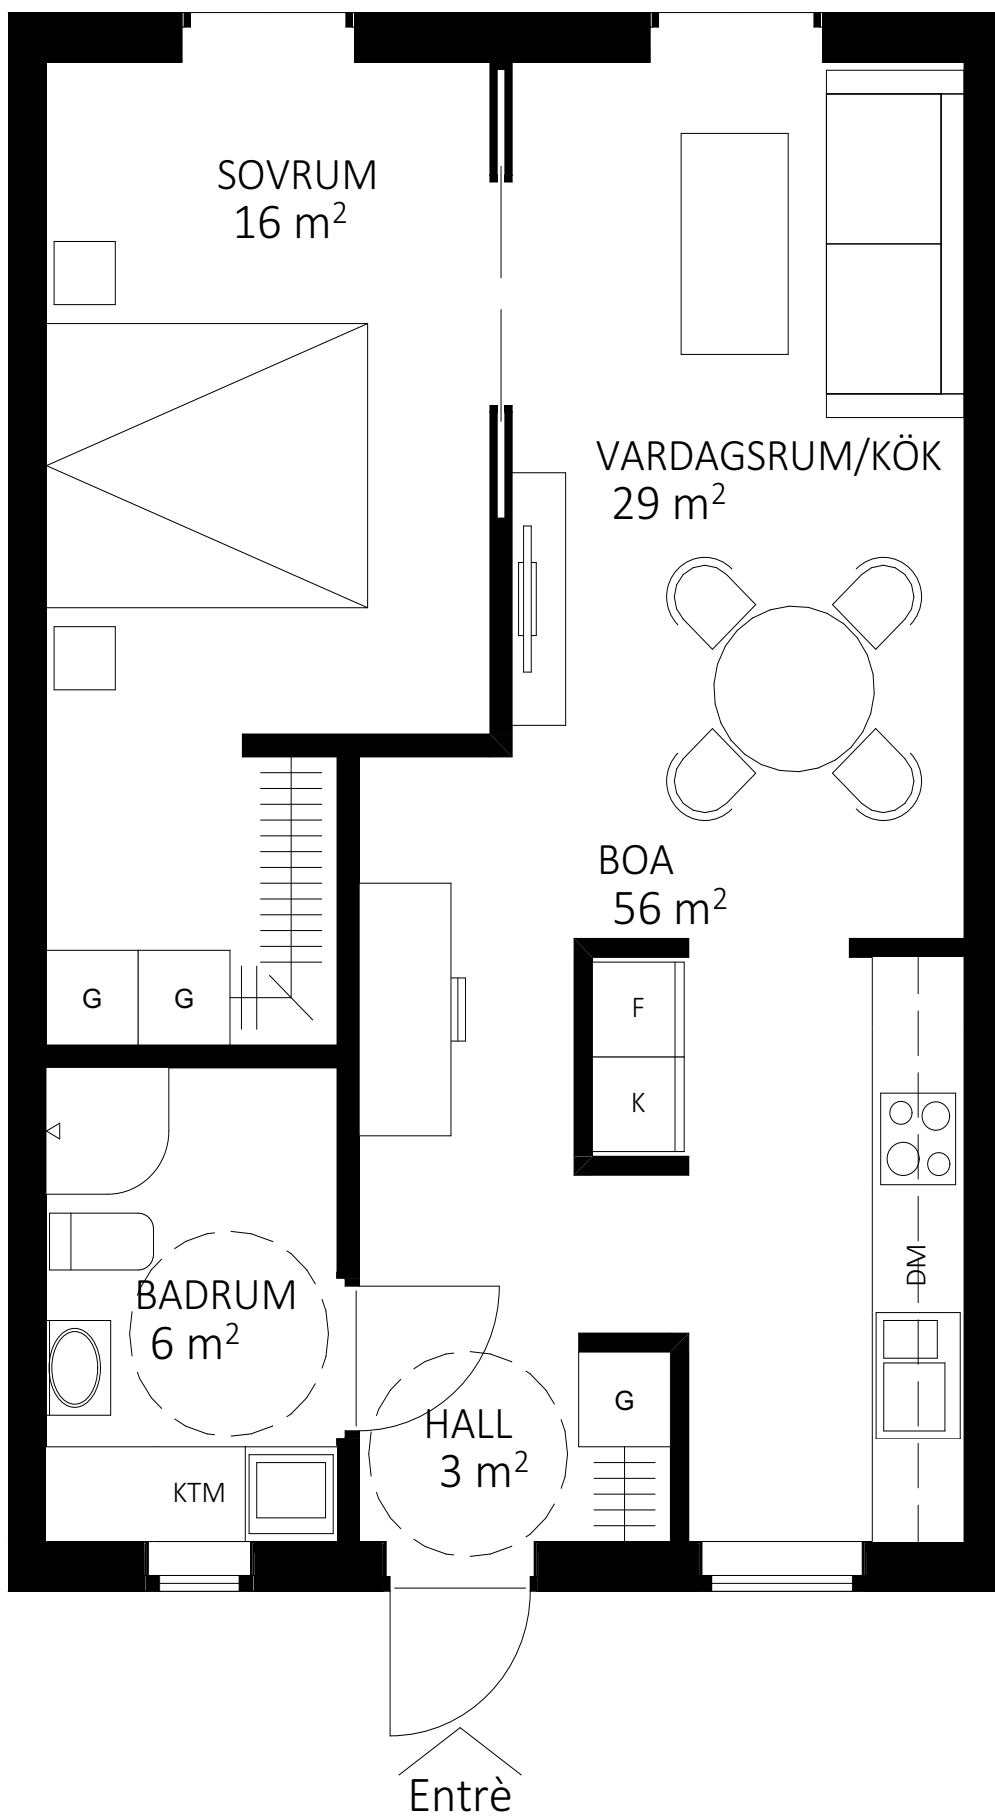 SOVRUM
16 m²
VARDAGSRUM/KÖK
29 m²
BOA
56 m²
G G
F
K
DM
BADRUM
6 m²
HALL
3 m²
G
KTM
Entrè